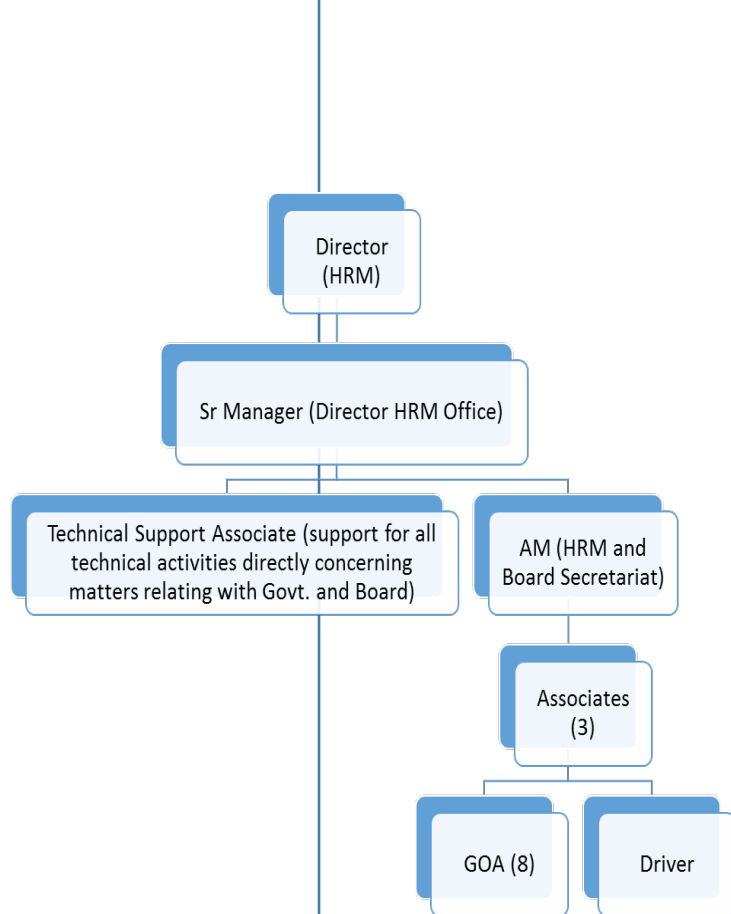 Director
(HRM)
Sr Manager (Director HRM Office)
Technical Support Associate (support for all
technical activities directly concerning
matters relating with Govt. and Board)
AM (HRM and
Board Secretariat)
Associates
(3)
GOA (8)
Driver